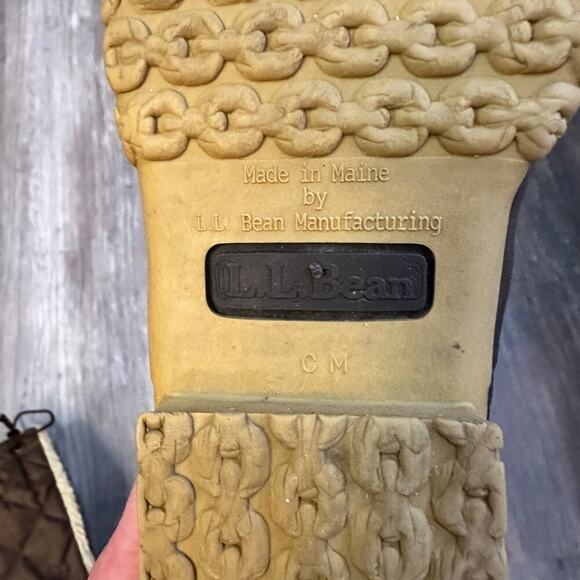 Made in Maine
by
L.L. Bean Manufacturing
L.L.Bean
C M